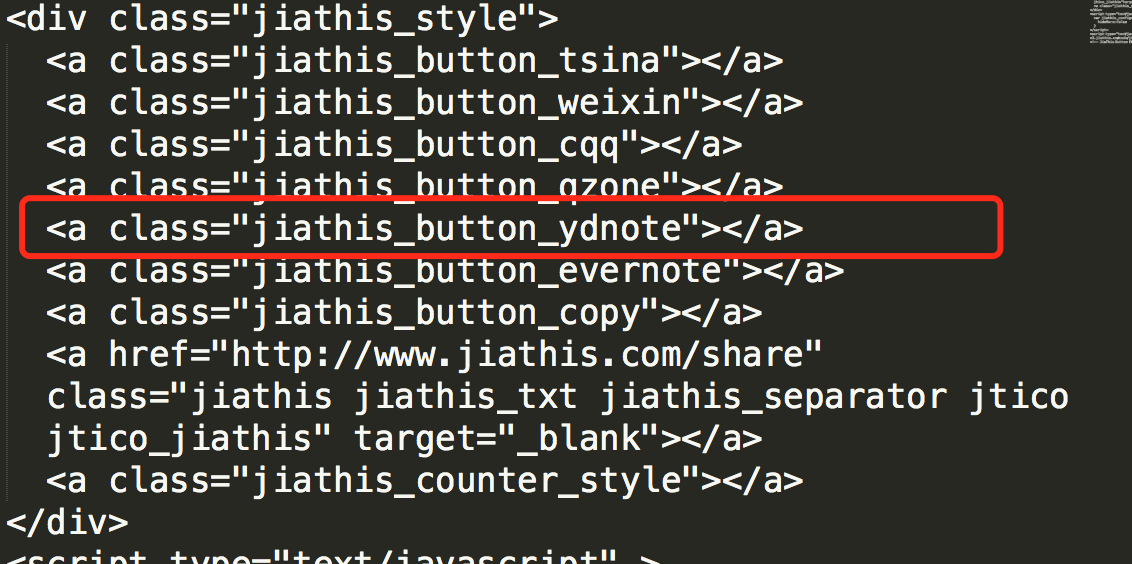 <div class="jiathis_style">
<a class="jiathis_button_tsina"></a>
<a class="jiathis_button_weixin"></a>
<a class="jiathis_button_cqq"></a>
<a class="jiathis_button_qzone"></a>
<a class="jiathis_button_ydnote"></a>
<a class="jiathis_button_evernote"></a>
<a class="jiathis_button_copy"></a>
<a href="http://www.jiathis.com/share"
class="jiathis jiathis_txt jiathis_separator jtico
jtico_jiathis" target="_blank"></a>
<a class="jiathis_counter_style"></a>
</div>
<script type="text/javascript" >